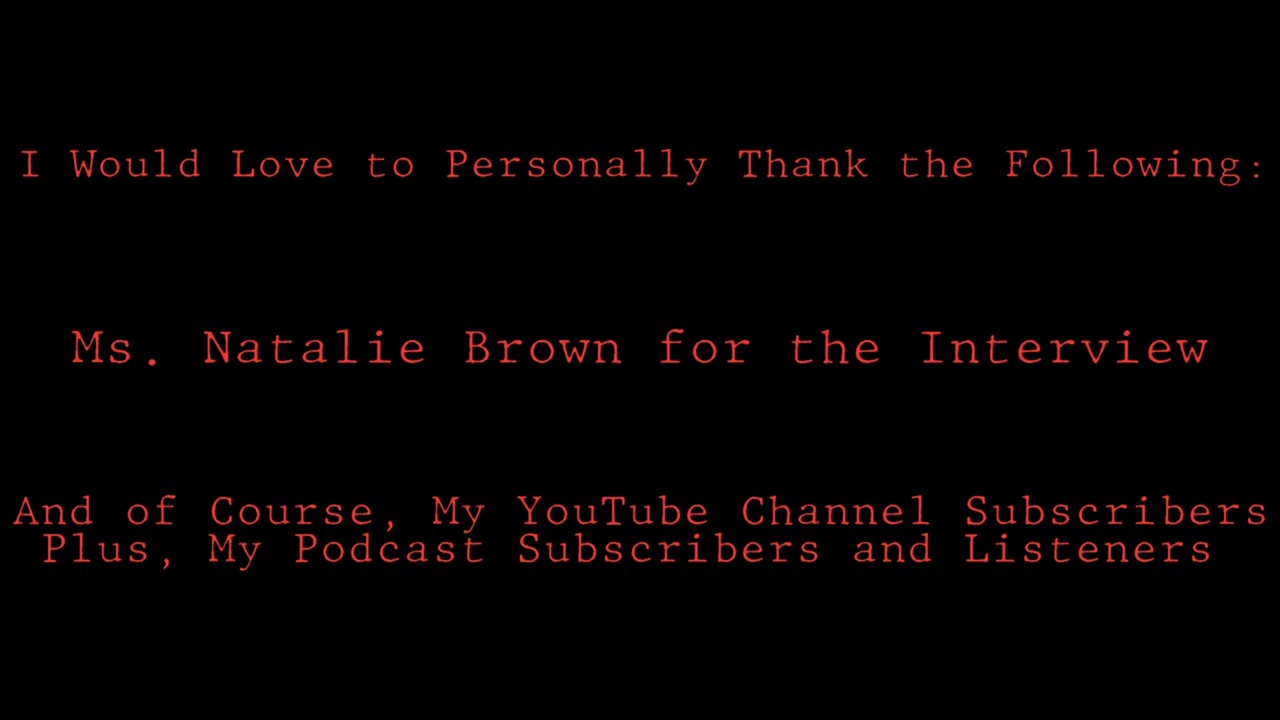 I Would Love to Personally Thank the Following:
Ms. Natalie Brown for the Interview
And of Course, My YouTube Channel Subscribers
Plus, My Podcast Subscribers and Listeners